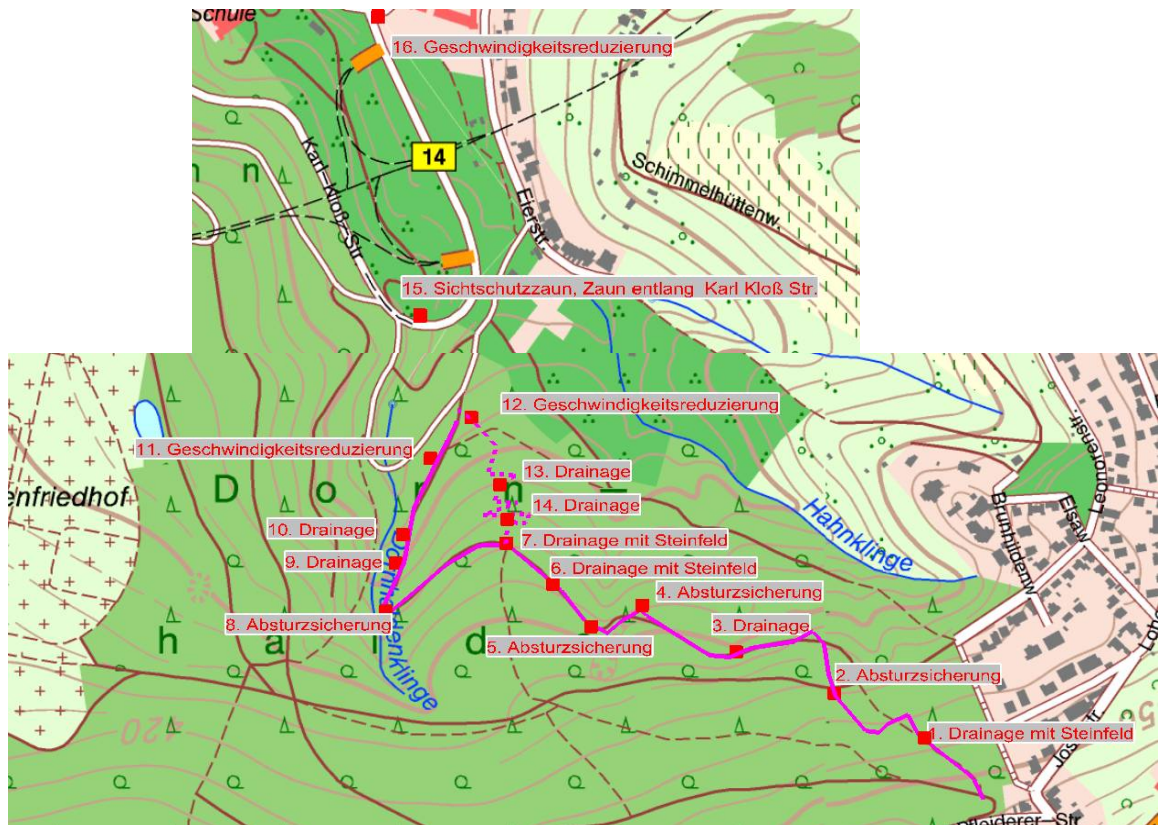 Schule
16. Geschwindigkeitsreduzierung
14
Karl-Kloß-Str
n n
Eierstr.
Schimmelhüttenw.
15. Sichtschutzzaun, Zaun entlang Karl Kloß Str.
12. Geschwindigkeitsreduzierung
11. Geschwindigkeitsreduzierung
enfriedhof
D o r n -
13. Drainage
14. Drainage
10. Drainage
7. Drainage mit Steinfeld
9. Drainage
6. Drainage mit Steinfeld
4. Absturzsicherung
8. Absturzsicherung
3. Drainage
5. Absturzsicherung
h a l d
2. Absturzsicherung
1. Drainage mit Steinfeld
420
Hahnklinge
Brunhildenw
Elsaw
Leonorenstr.